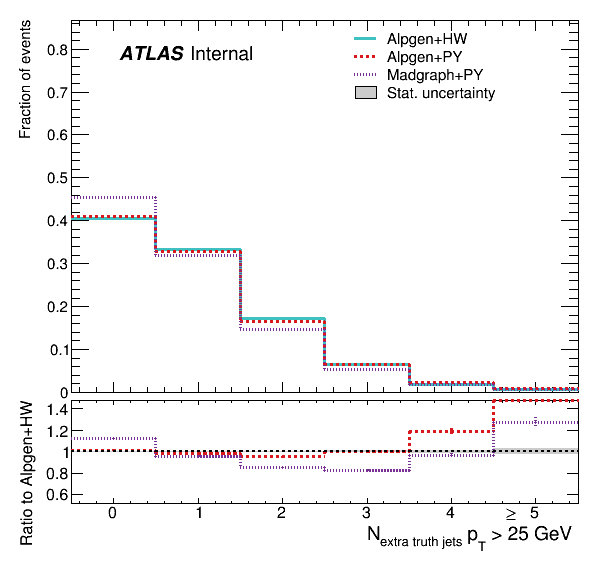 Fraction of events
0.8
0.7
0.6
0.5
0.4
0.3
0.2
0.1
0
ATLAS Internal
Alpgen+HW
Alpgen+PY
Madgraph+PY
Stat. uncertainty
Ratio to Alpgen+HW
1.4
1.2
1
0.8
0.6
0 1 2 3 4 ≥ 5
N extra truth jets p T > 25 GeV